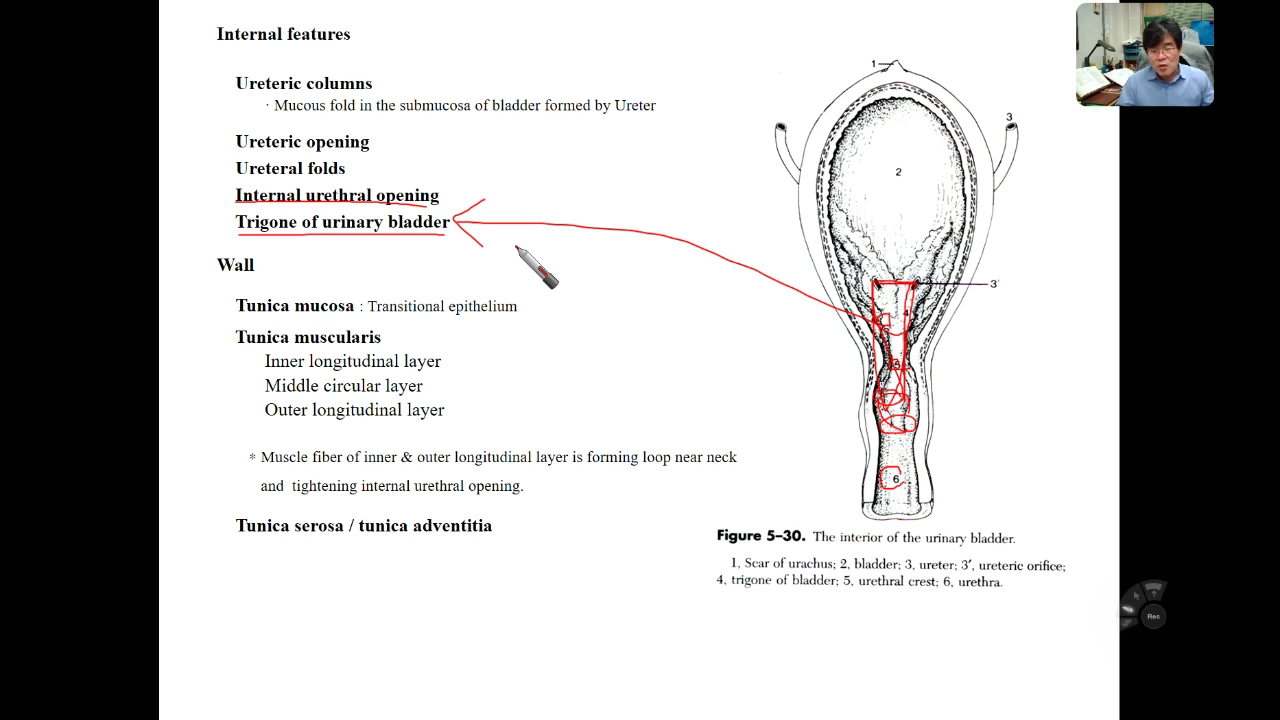 Internal features
Ureteric columns
· Mucous fold in the submucosa of bladder formed by Ureter
Ureteric opening
Ureteral folds
Internal urethral opening
Trigone of urinary bladder
Wall
Tunica mucosa : Transitional epithelium
Tunica muscularis
Inner longitudinal layer
Middle circular layer
Outer longitudinal layer
* Muscle fiber of inner & outer longitudinal layer is forming loop near neck
and tightening internal urethral opening.
Tunica serosa / tunica adventitia
1
3
2
3'
4
5
6
Figure 5–30. The interior of the urinary bladder.
1, Scar of urachus; 2, bladder; 3, ureter; 3′, ureteric orifice;
4, trigone of bladder; 5, urethral crest; 6, urethra.
Rec